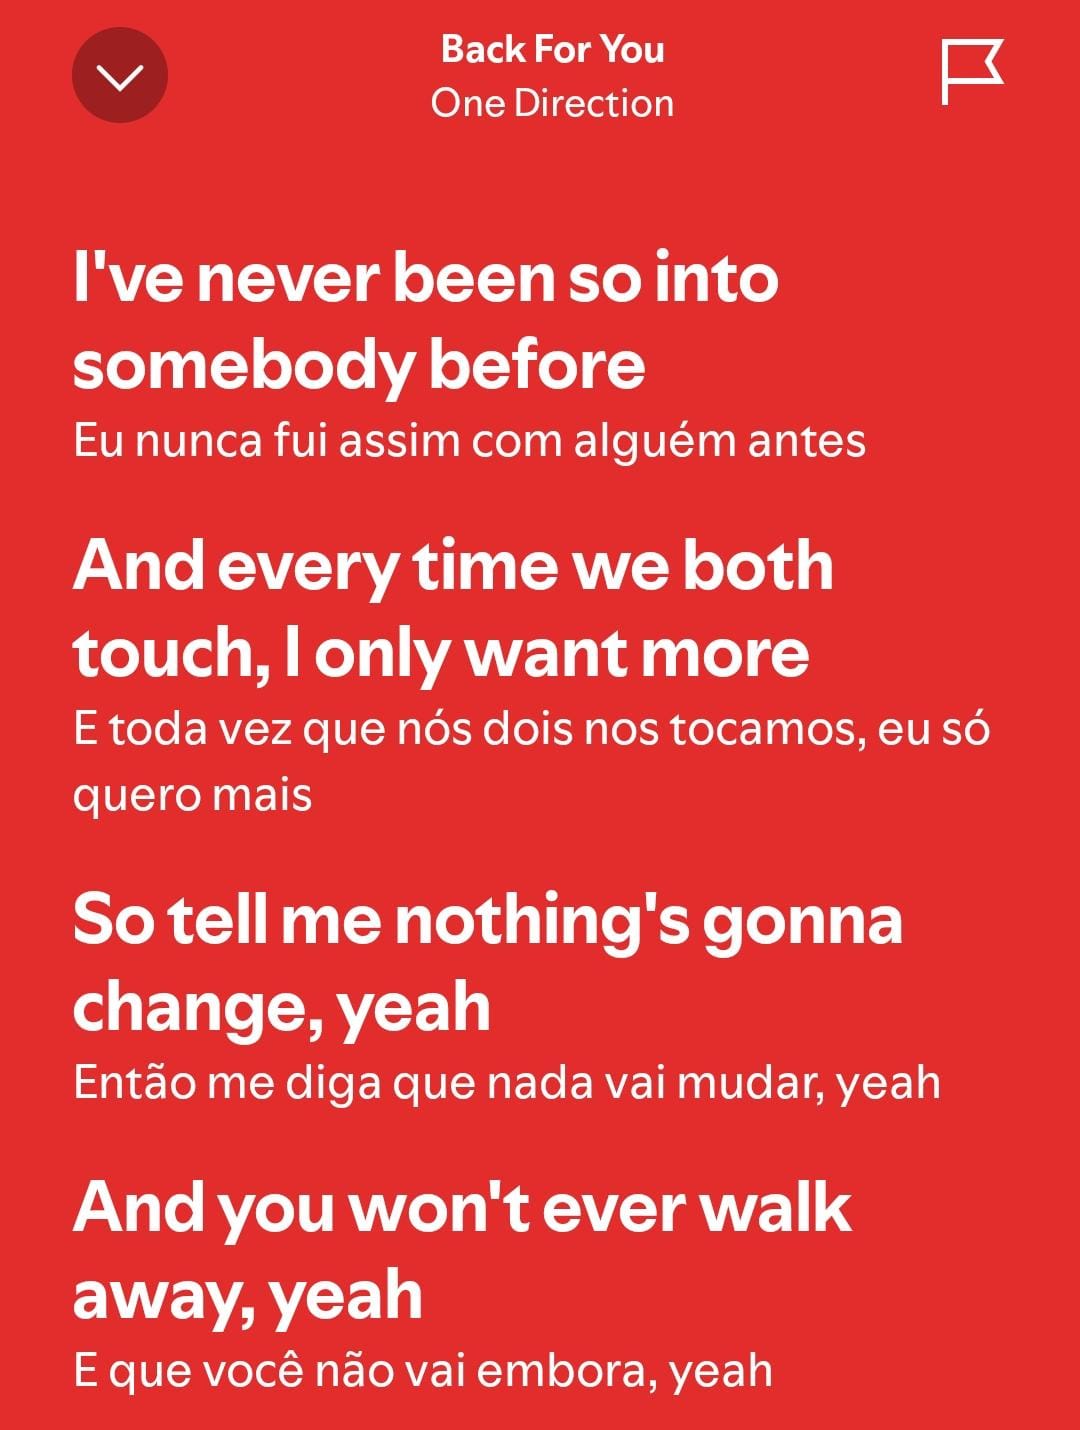 Back For You
One Direction
I've never been so into
somebody before
Eu nunca fui assim com alguém antes
And every time we both
touch, I only want more
E toda vez que nós dois nos tocamos, eu só
quero mais
So tell me nothing's gonna
change, yeah
Então me diga que nada vai mudar, yeah
And you won't ever walk
away, yeah
E que você não vai embora, yeah